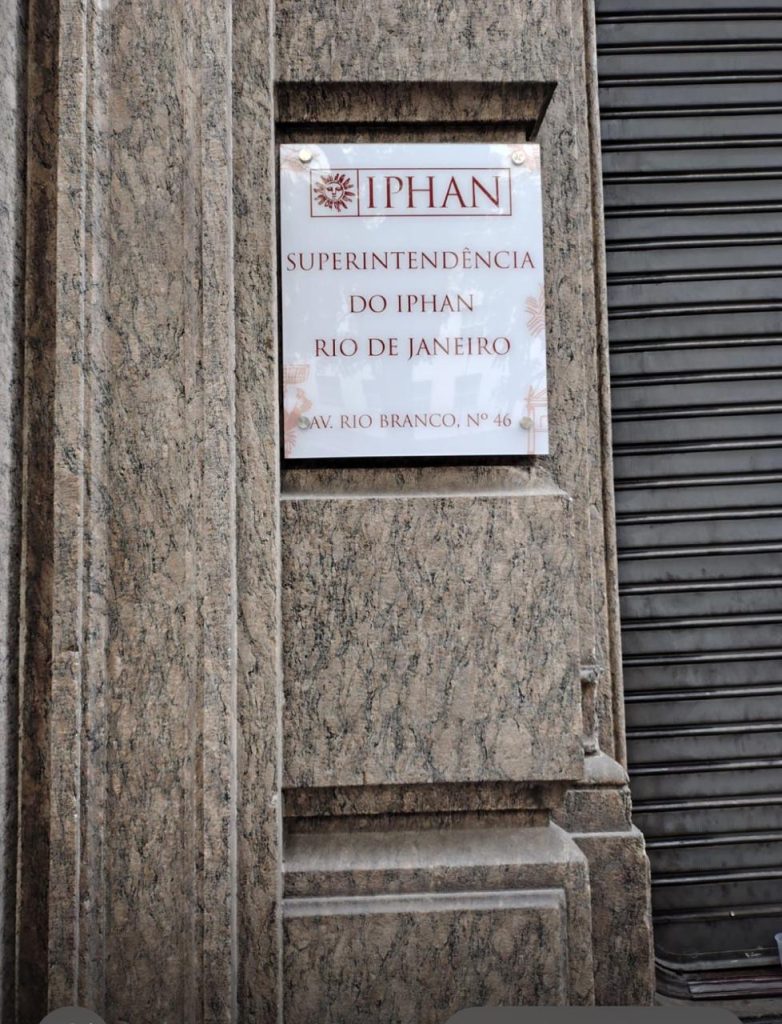 IPHAN
SUPERINTENDÊNCIA
DO IPHAN
RIO DE JANEIRO
AV. RIO BRANCO, Nº 46